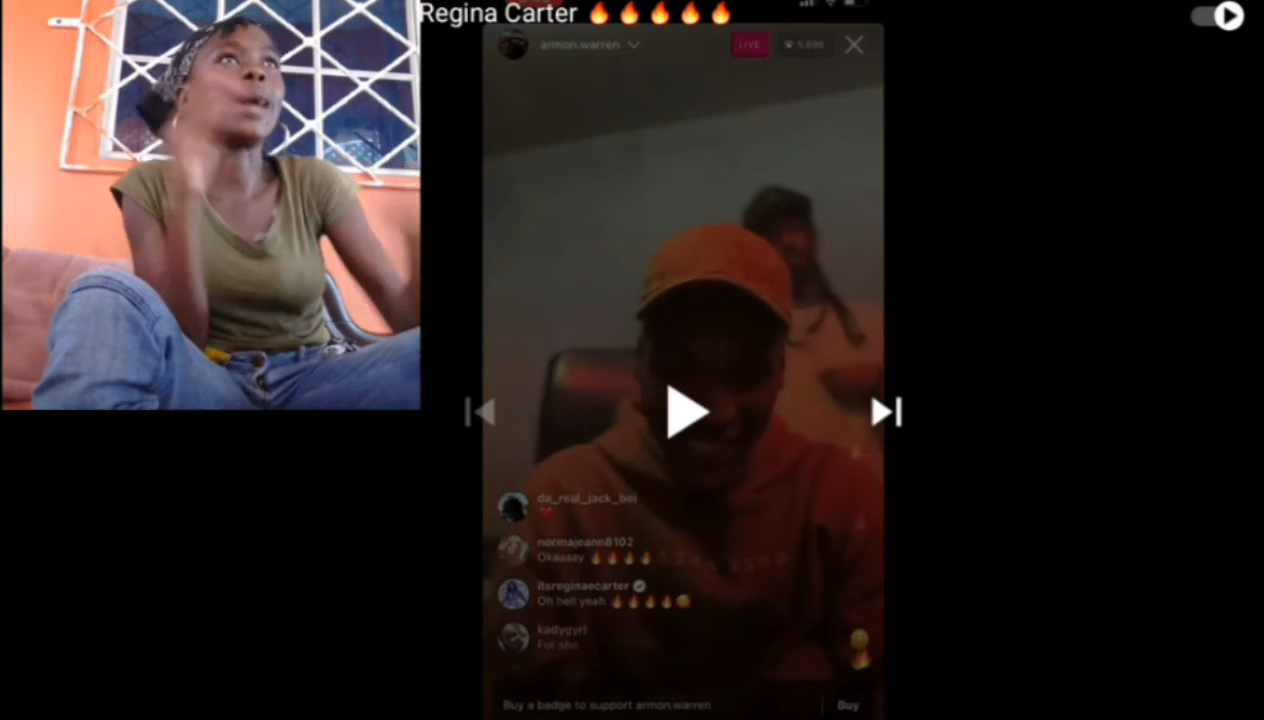 Regina Carter 🔥🔥🔥🔥🔥
armon.warren
LIVE
da_real_jack_boi
❤️
normajeann8102
Okaaaay 🔥🔥🔥🔥
itsreginaecarter
Oh hell yeah 🔥🔥🔥🔥🥰
kadygyrl
For sho
Buy a badge to support armon.warren
Buy